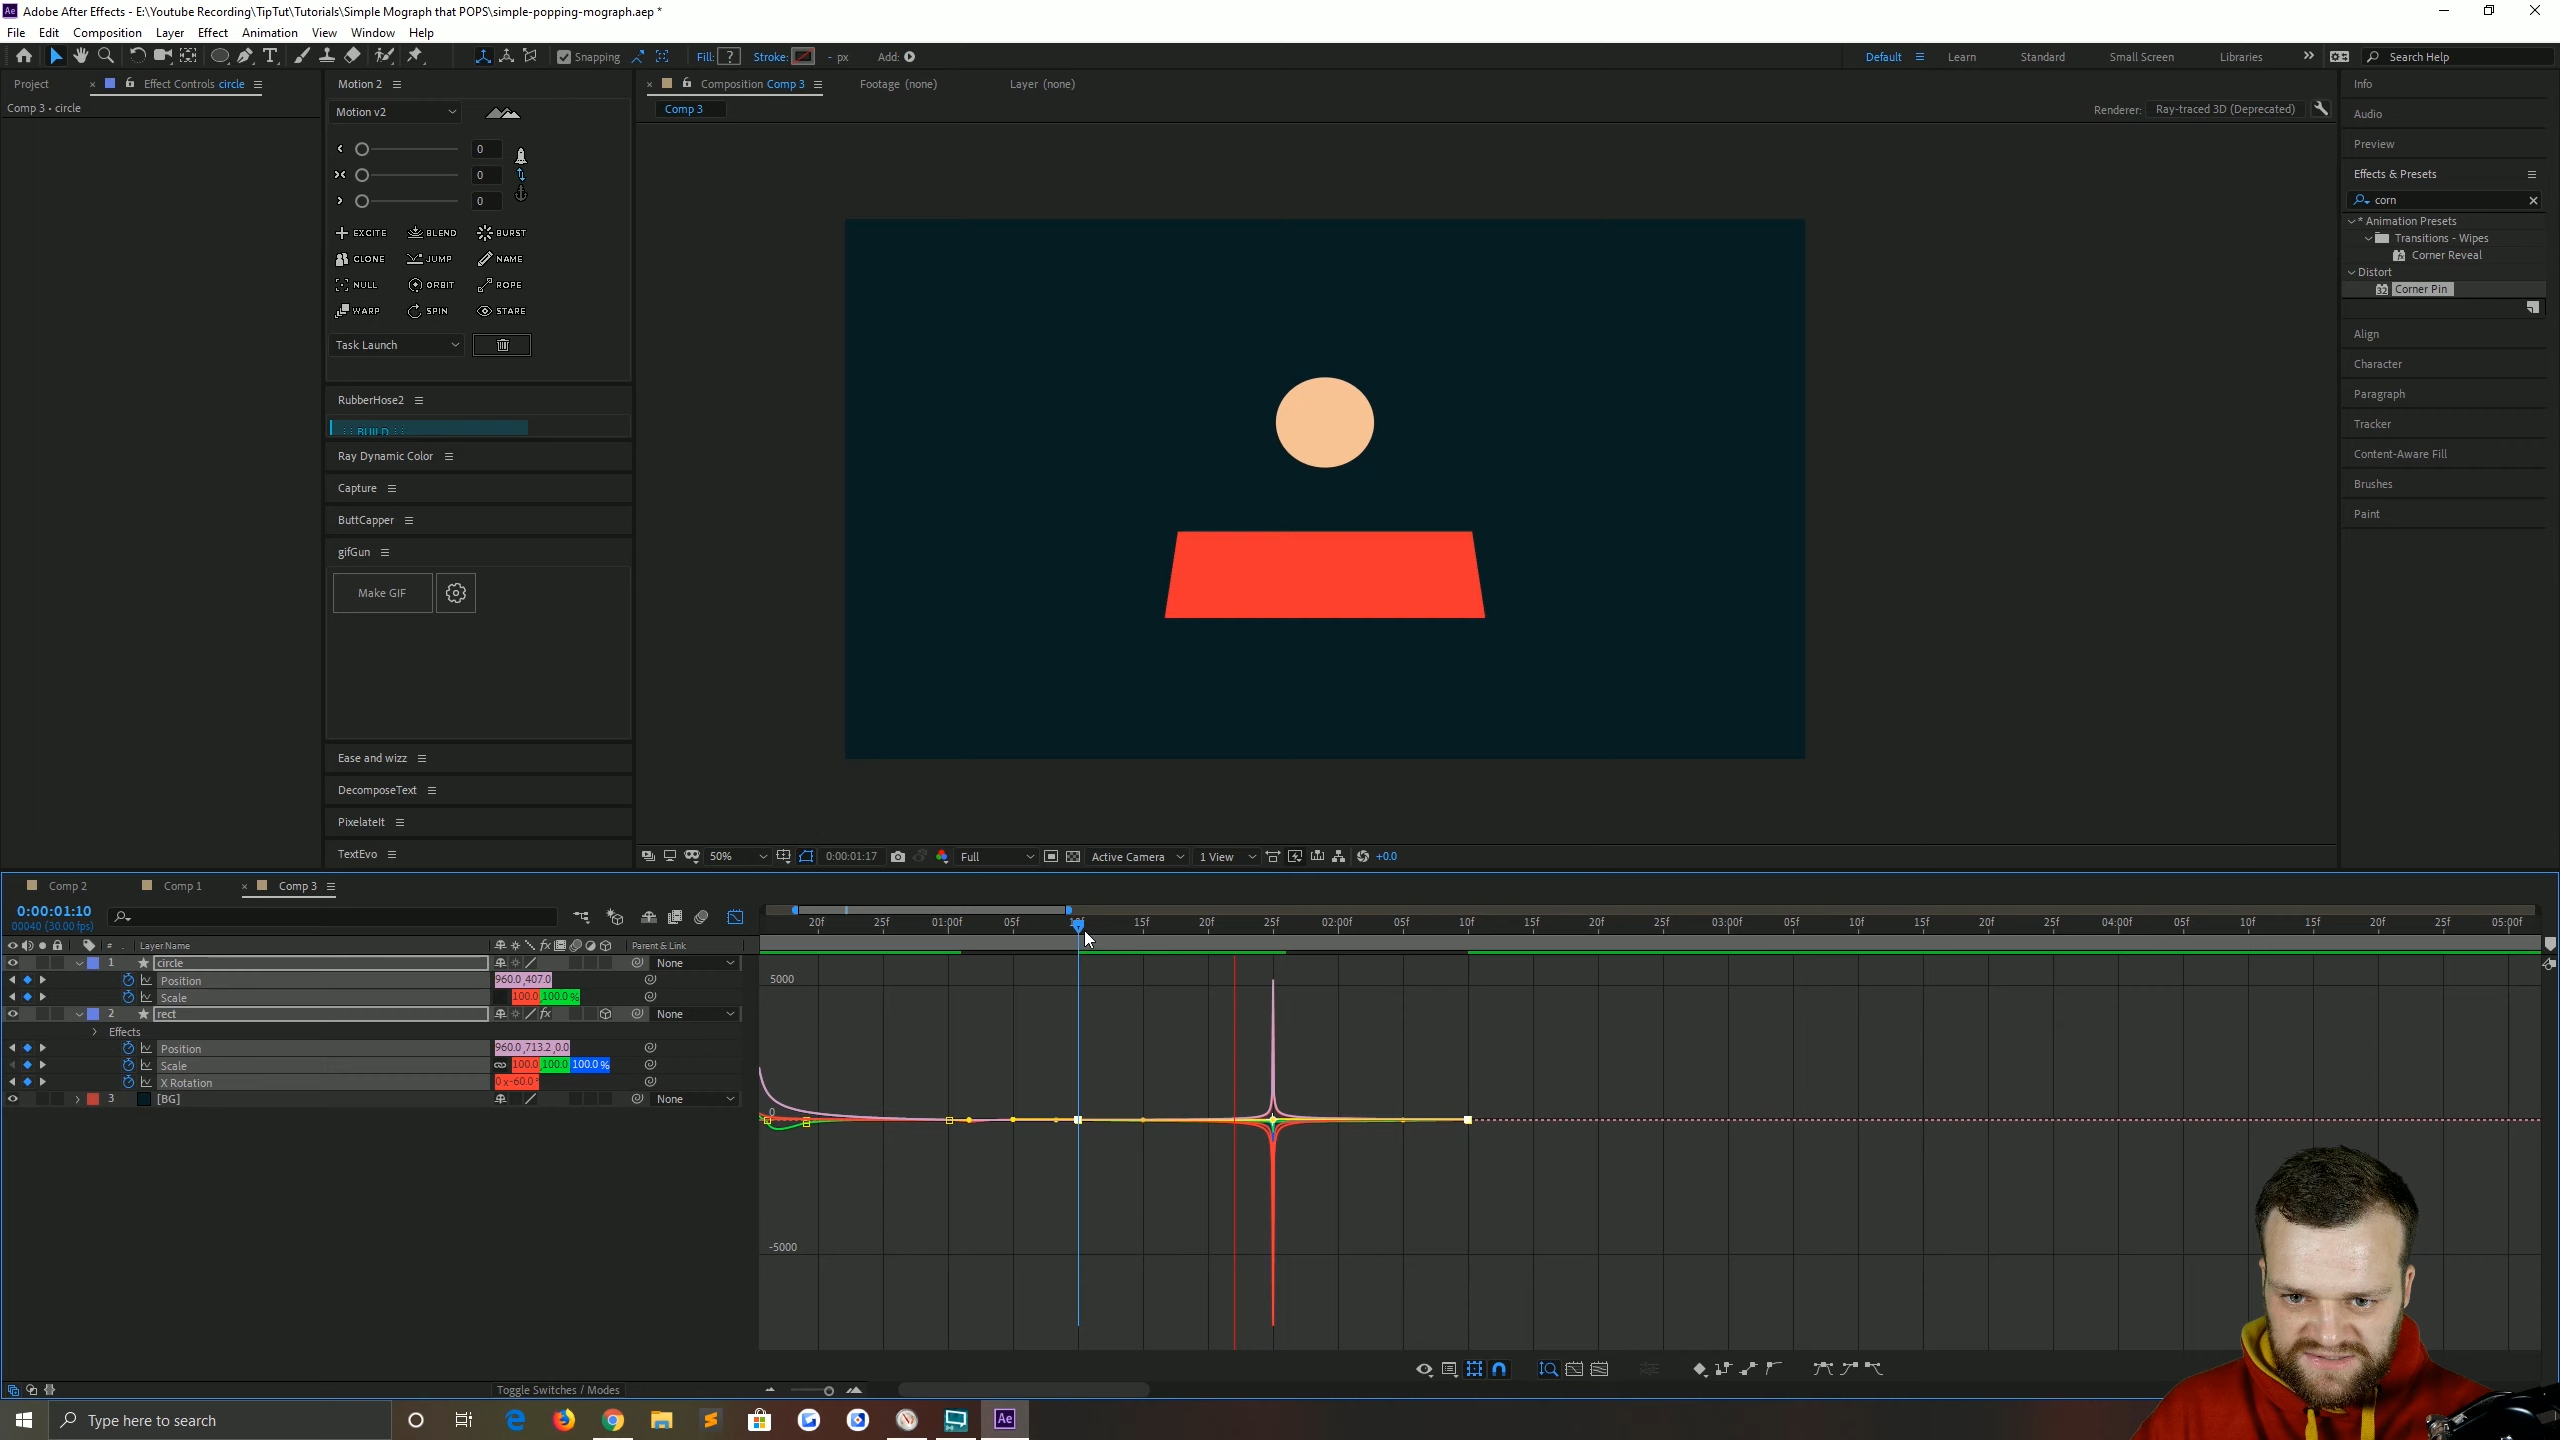 Adobe After Effects - E:\Youtube Recording\TipTut\Tutorials\Simple Mograph that POPS\simple-popping-mograph.aep *
File Edit Composition Layer Effect Animation View Window Help
Snapping Fill: ? Stroke: - px Add: Default Learn Standard Small Screen Libraries Search Help
Project Effect Controls circle Motion 2 Composition Comp 3 Footage (none) Layer (none) Info
Comp 3 • circle Motion v2 Comp 3 Renderer: Ray-traced 3D (Deprecated)
Audio
0
Preview
0
Effects & Presets
0
corn
EXCITE BLEND BURST
* Animation Presets
Transitions - Wipes
CLONE JUMP NAME
Corner Reveal
NULL ORBIT ROPE
Distort
Corner Pin
WARP SPIN STARE
Task Launch
Align
Character
Paragraph
Tracker
Content-Aware Fill
Brushes
Paint
RubberHose2
:: BUILD ::
Ray Dynamic Color
Capture
ButtCapper
gifGun
Make GIF
Ease and wizz
DecomposeText
PixelateIt
TextEvo
50% 0:00:01:17 Full Active Camera 1 View +0.0
Comp 2 Comp 1 Comp 3
0:00:01:10
00040 (30.00 fps)
20f 25f 01:00f 05f 10f 15f 20f 25f 02:00f 05f 10f 15f 20f 25f 03:00f 05f 10f 15f 20f 25f 04:00f 05f 10f 15f 20f 25f 05:00f
# Layer Name Parent & Link
1 circle None
Position 960.0,407.0
Scale 100.0,100.0%
2 rect fx None
Effects
Position 960.0,713.2,0.0
Scale 100.0,100.0,100.0%
X Rotation 0x-60.0°
3 [BG] None
5000
0
-5000
Toggle Switches / Modes
Type here to search
Ae